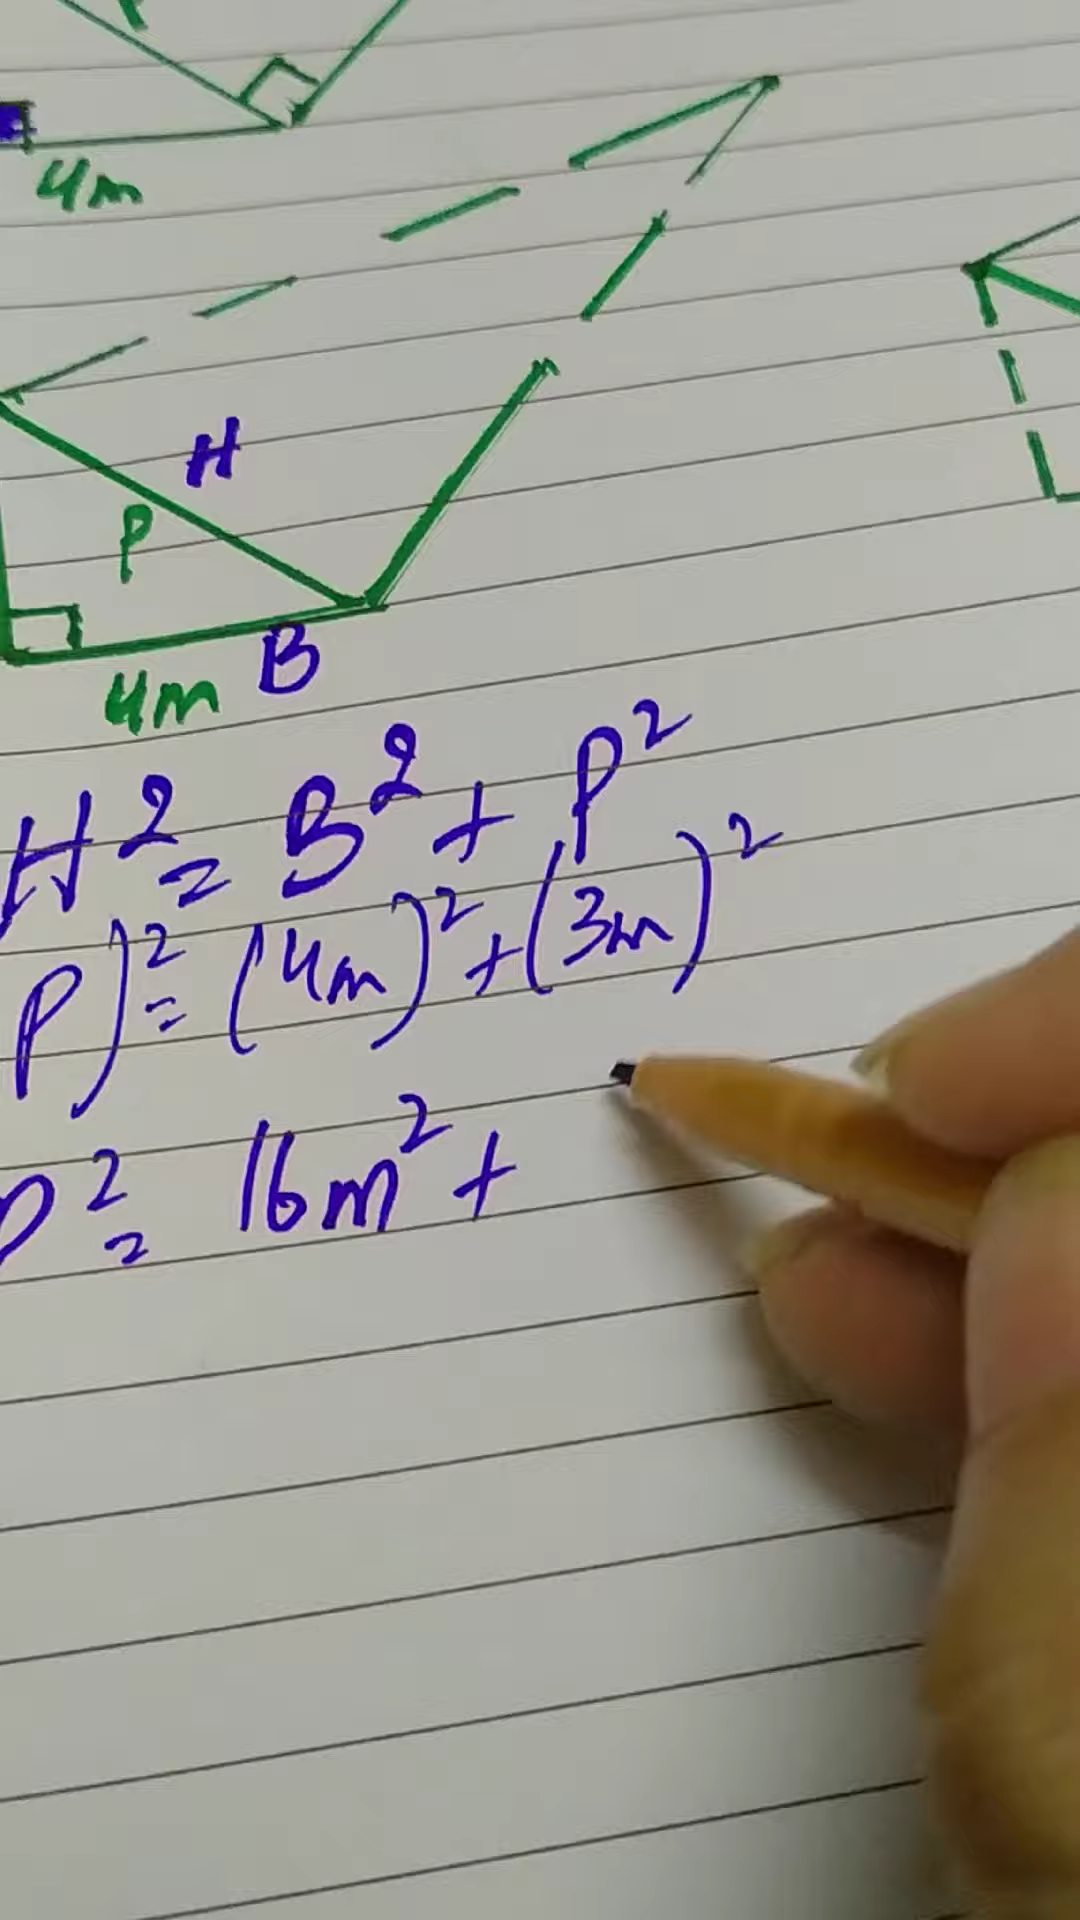 4m
H
P
B
4m
H² = B² + P²
P)² = (4m)² + (3m)²
P² = 16m² +